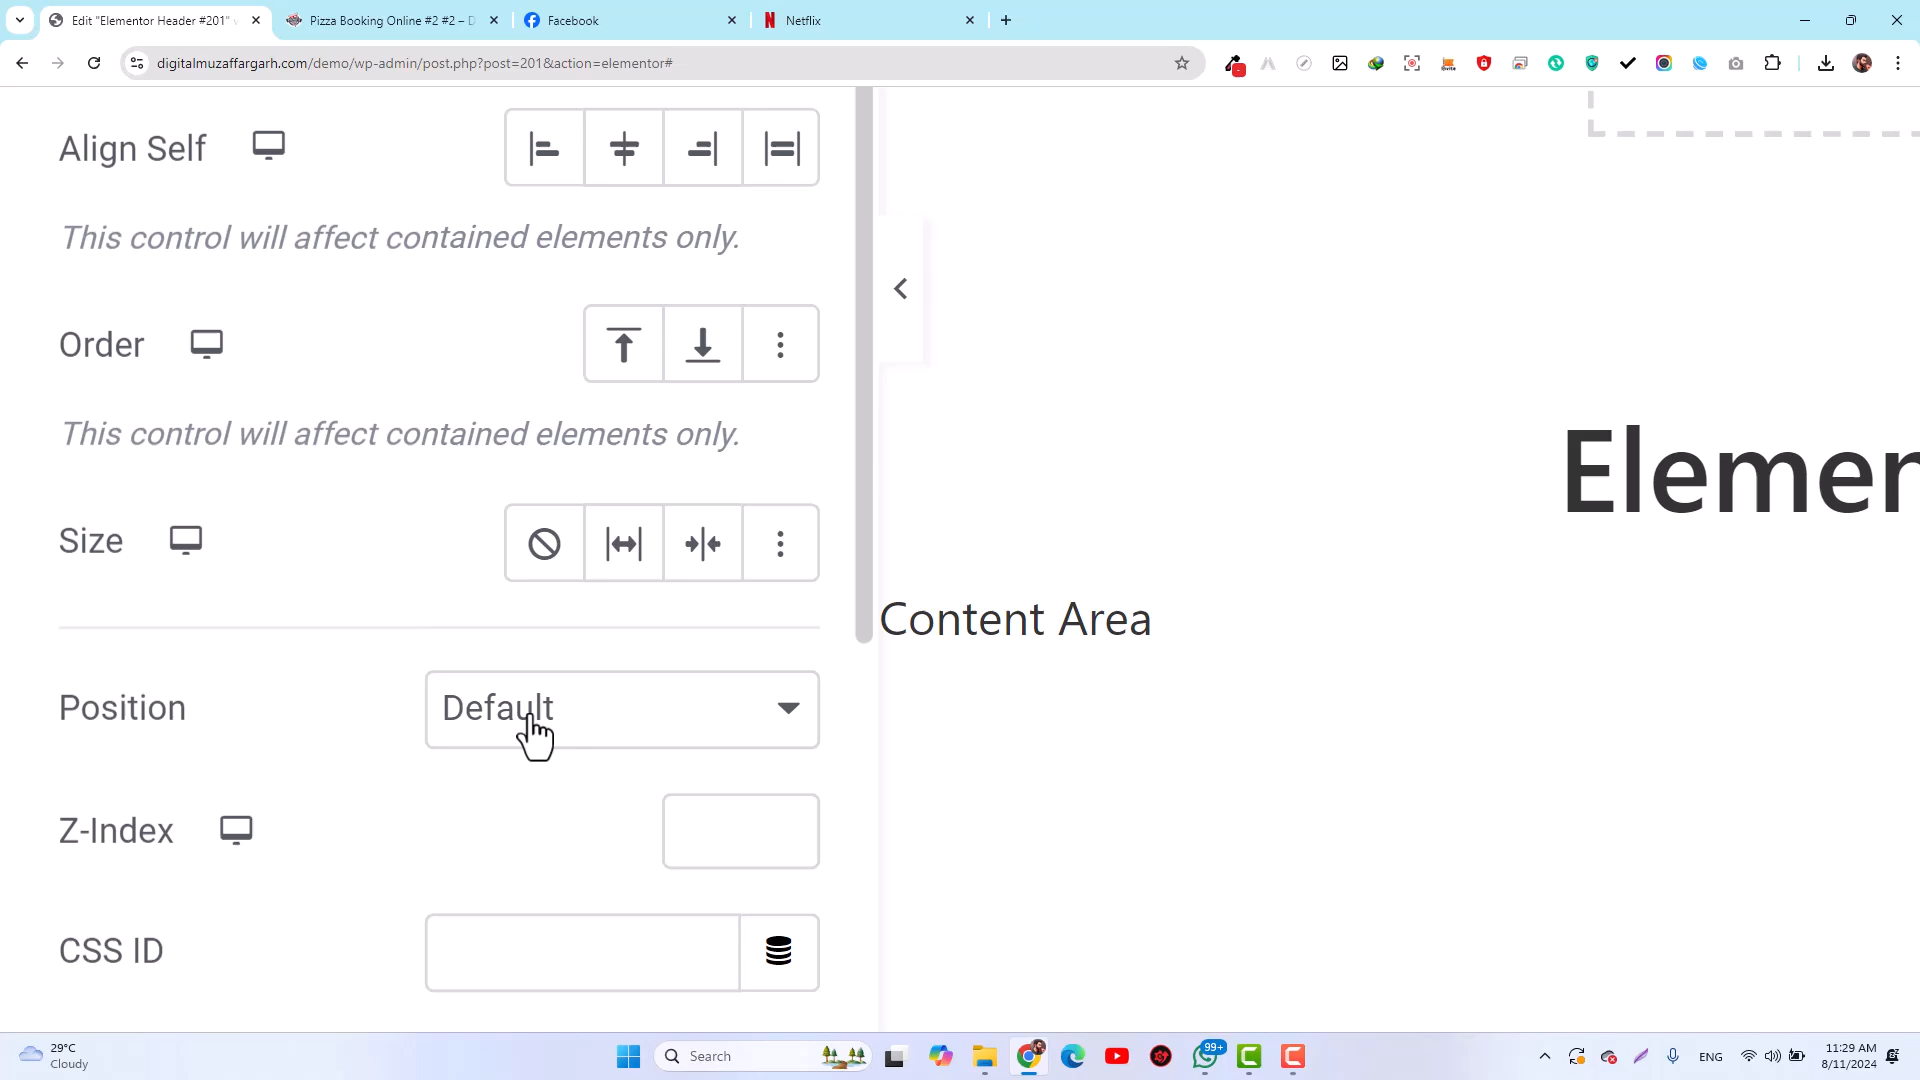 Edit "Elementor Header #201"
Pizza Booking Online #2 #2 – D
Facebook
Netflix
digitalmuzaffargarh.com/demo/wp-admin/post.php?post=201&action=elementor#
Align Self
This control will affect contained elements only.
Order
This control will affect contained elements only.
Size
Elemen
Content Area
Position
Default
Z-Index
CSS ID
29°C
Cloudy
Search
99+
ENG
11:29 AM
8/11/2024